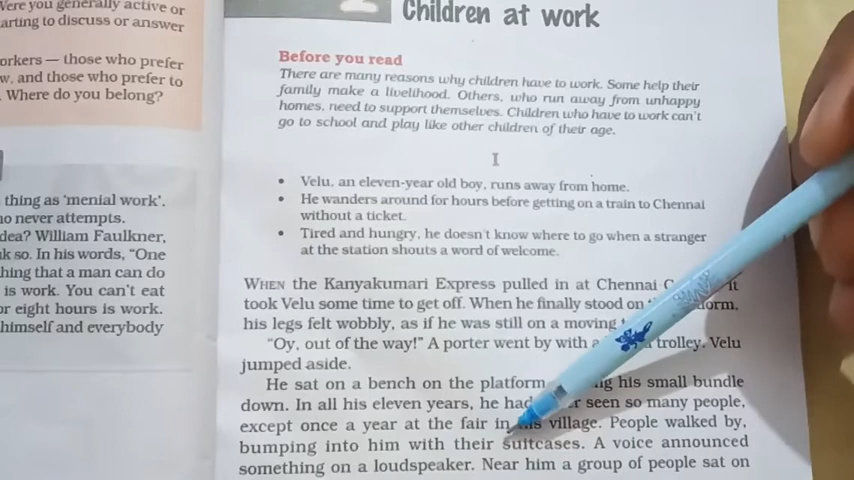 Were you generally active or
arting to discuss or answer
orkers — those who prefer
w, and those who prefer to
. Where do you belong?
thing as 'menial work',
no never attempts.
dea? William Faulkner,
k so. In his words, "One
hing that a man can do
is work. You can't eat
or eight hours is work.
himself and everybody
Children at work
Before you read
There are many reasons why children have to work. Some help their
family make a livelihood. Others, who run away from unhappy
homes, need to support themselves. Children who have to work can't
go to school and play like other children of their age.
I
• Velu, an eleven-year old boy, runs away from home.
• He wanders around for hours before getting on a train to Chennai
without a ticket.
• Tired and hungry, he doesn't know where to go when a stranger
at the station shouts a word of welcome.
WHEN the Kanyakumari Express pulled in at Chennai C it
took Velu some time to get off. When he finally stood on form,
his legs felt wobbly, as if he was still on a moving
"Oy, out of the way!" A porter went by with a trolley. Velu
jumped aside.
He sat on a bench on the platform g his small bundle
down. In all his eleven years, he had seen so many people,
except once a year at the fair in village. People walked by,
bumping into him with their suitcases. A voice announced
something on a loudspeaker. Near him a group of people sat on